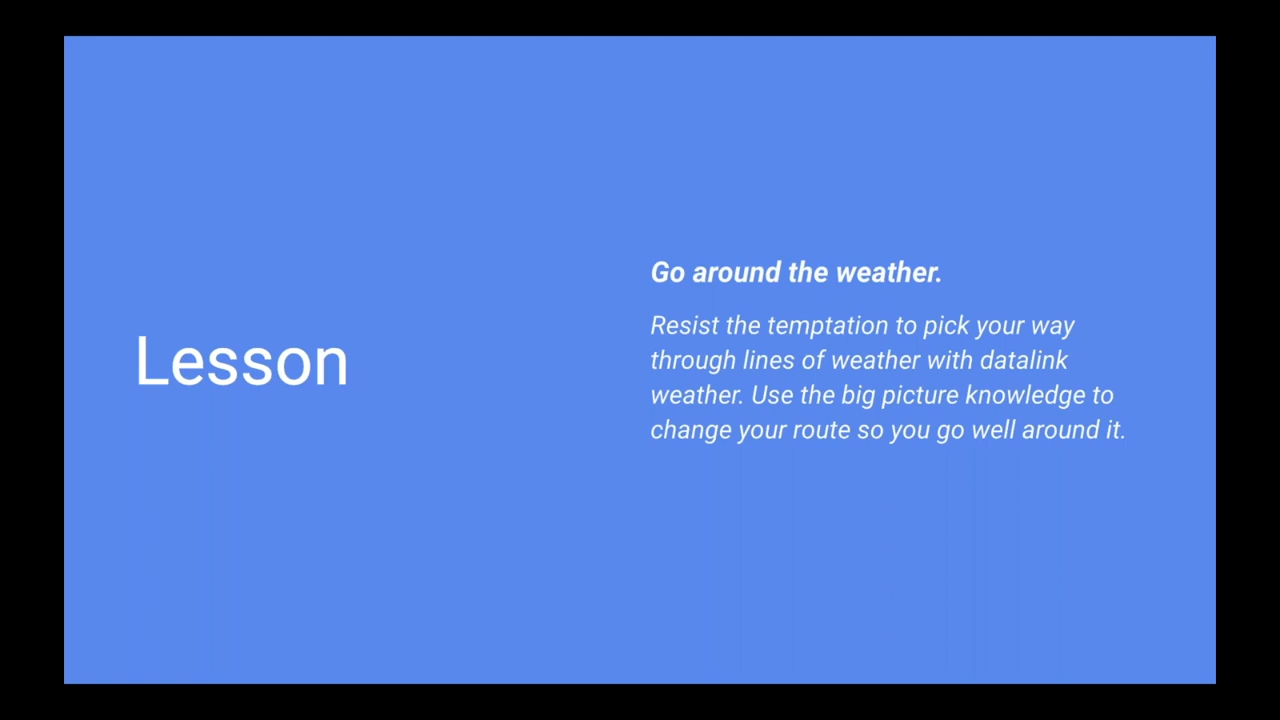 Lesson
Go around the weather.
Resist the temptation to pick your way
through lines of weather with datalink
weather. Use the big picture knowledge to
change your route so you go well around it.